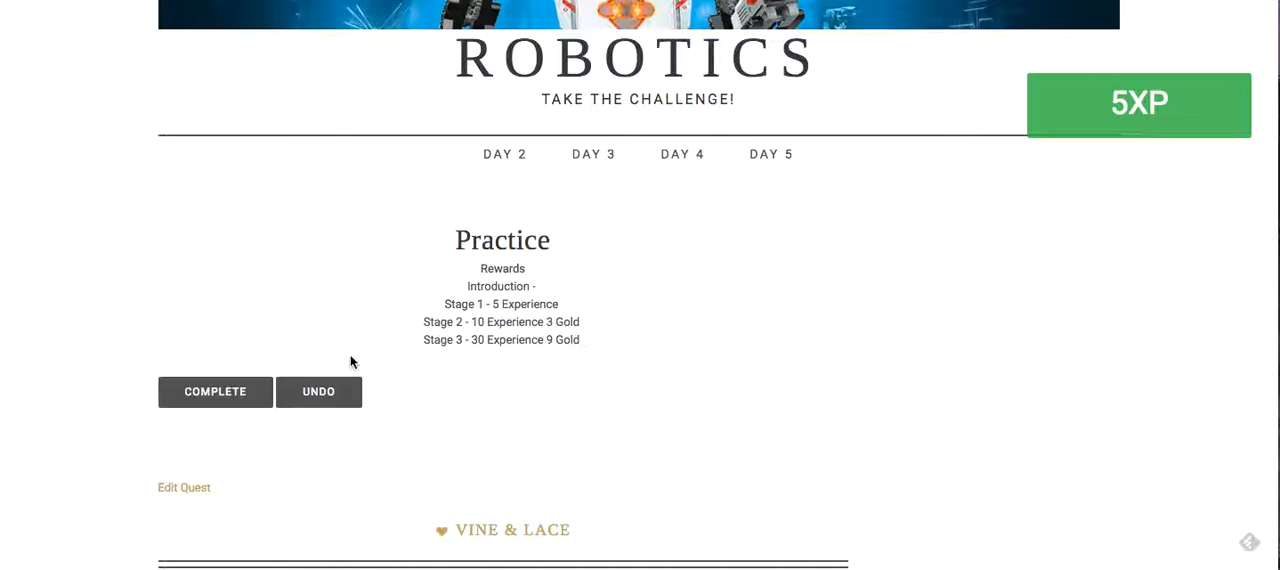 ROBOTICS
TAKE THE CHALLENGE!
5XP
DAY 2 DAY 3 DAY 4 DAY 5
Practice
Rewards
Introduction -
Stage 1 - 5 Experience
Stage 2 - 10 Experience 3 Gold
Stage 3 - 30 Experience 9 Gold
COMPLETE UNDO
Edit Quest
VINE & LACE